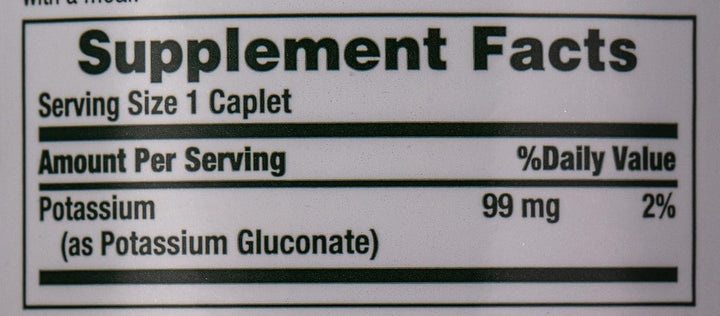 Supplement Facts
Serving Size 1 Caplet
Amount Per Serving %Daily Value
Potassium 99 mg 2%
(as Potassium Gluconate)